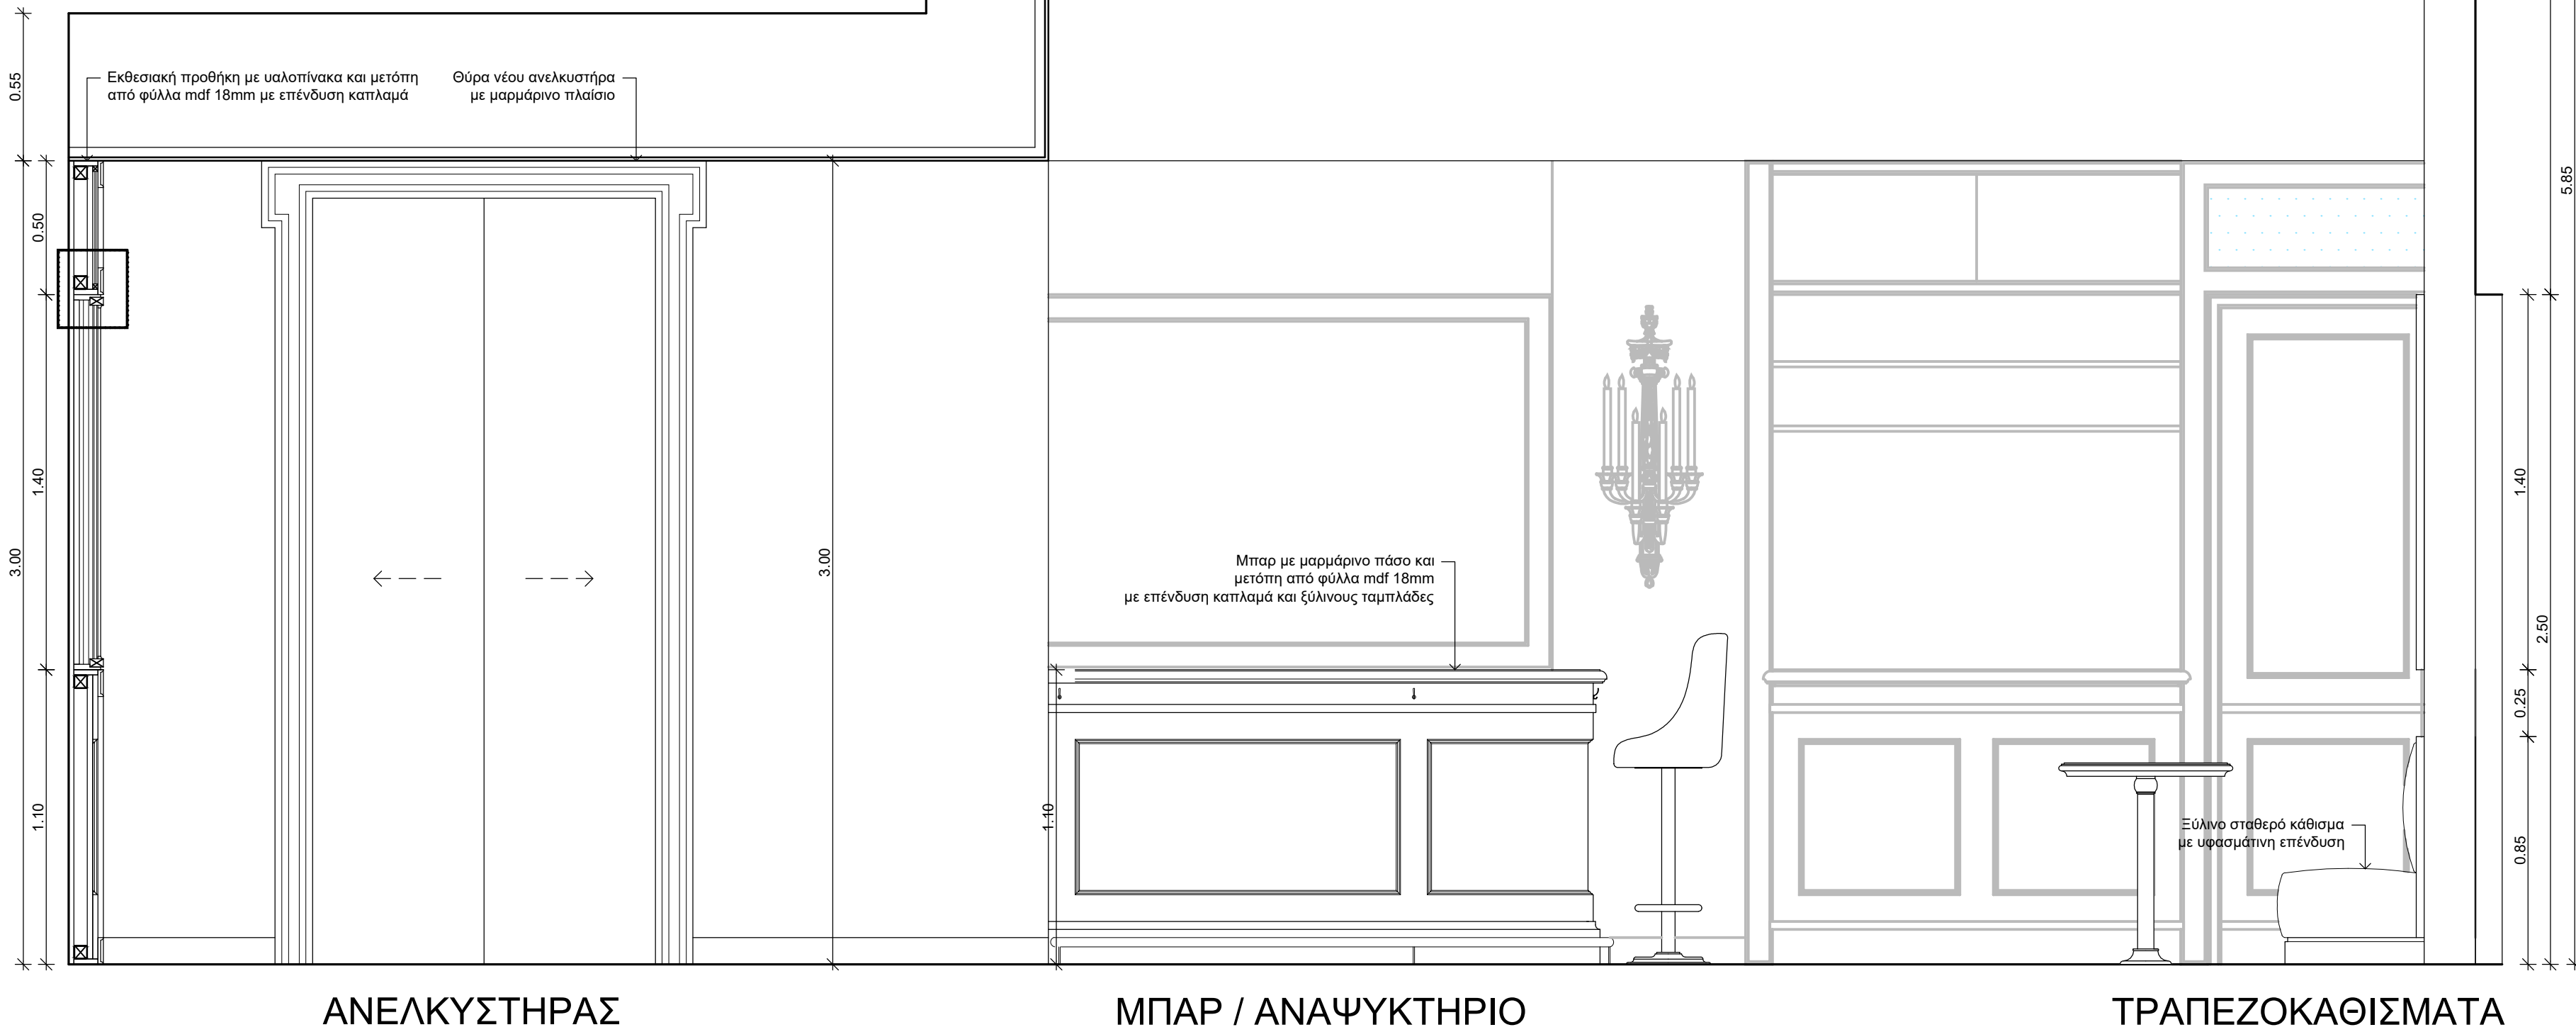 Εκθεσιακή προθήκη με υαλοπίνακα και μετόπη
από φύλλα mdf 18mm με επένδυση καπλαμά
Θύρα νέου ανελκυστήρα
με μαρμάρινο πλαίσιο
0.55
3.00
0.50
1.40
1.10
3.00
Μπαρ με μαρμάρινο πάσο και
μετόπη από φύλλα mdf 18mm
με επένδυση καπλαμά και ξύλινους ταμπλάδες
1.10
Ξύλινο σταθερό κάθισμα
με υφασμάτινη επένδυση
1.40
0.25
0.85
2.50
5.85
ΑΝΕΛΚΥΣΤΗΡΑΣ
ΜΠΑΡ / ΑΝΑΨΥΚΤΗΡΙΟ
ΤΡΑΠΕΖΟΚΑΘΙΣΜΑΤΑ